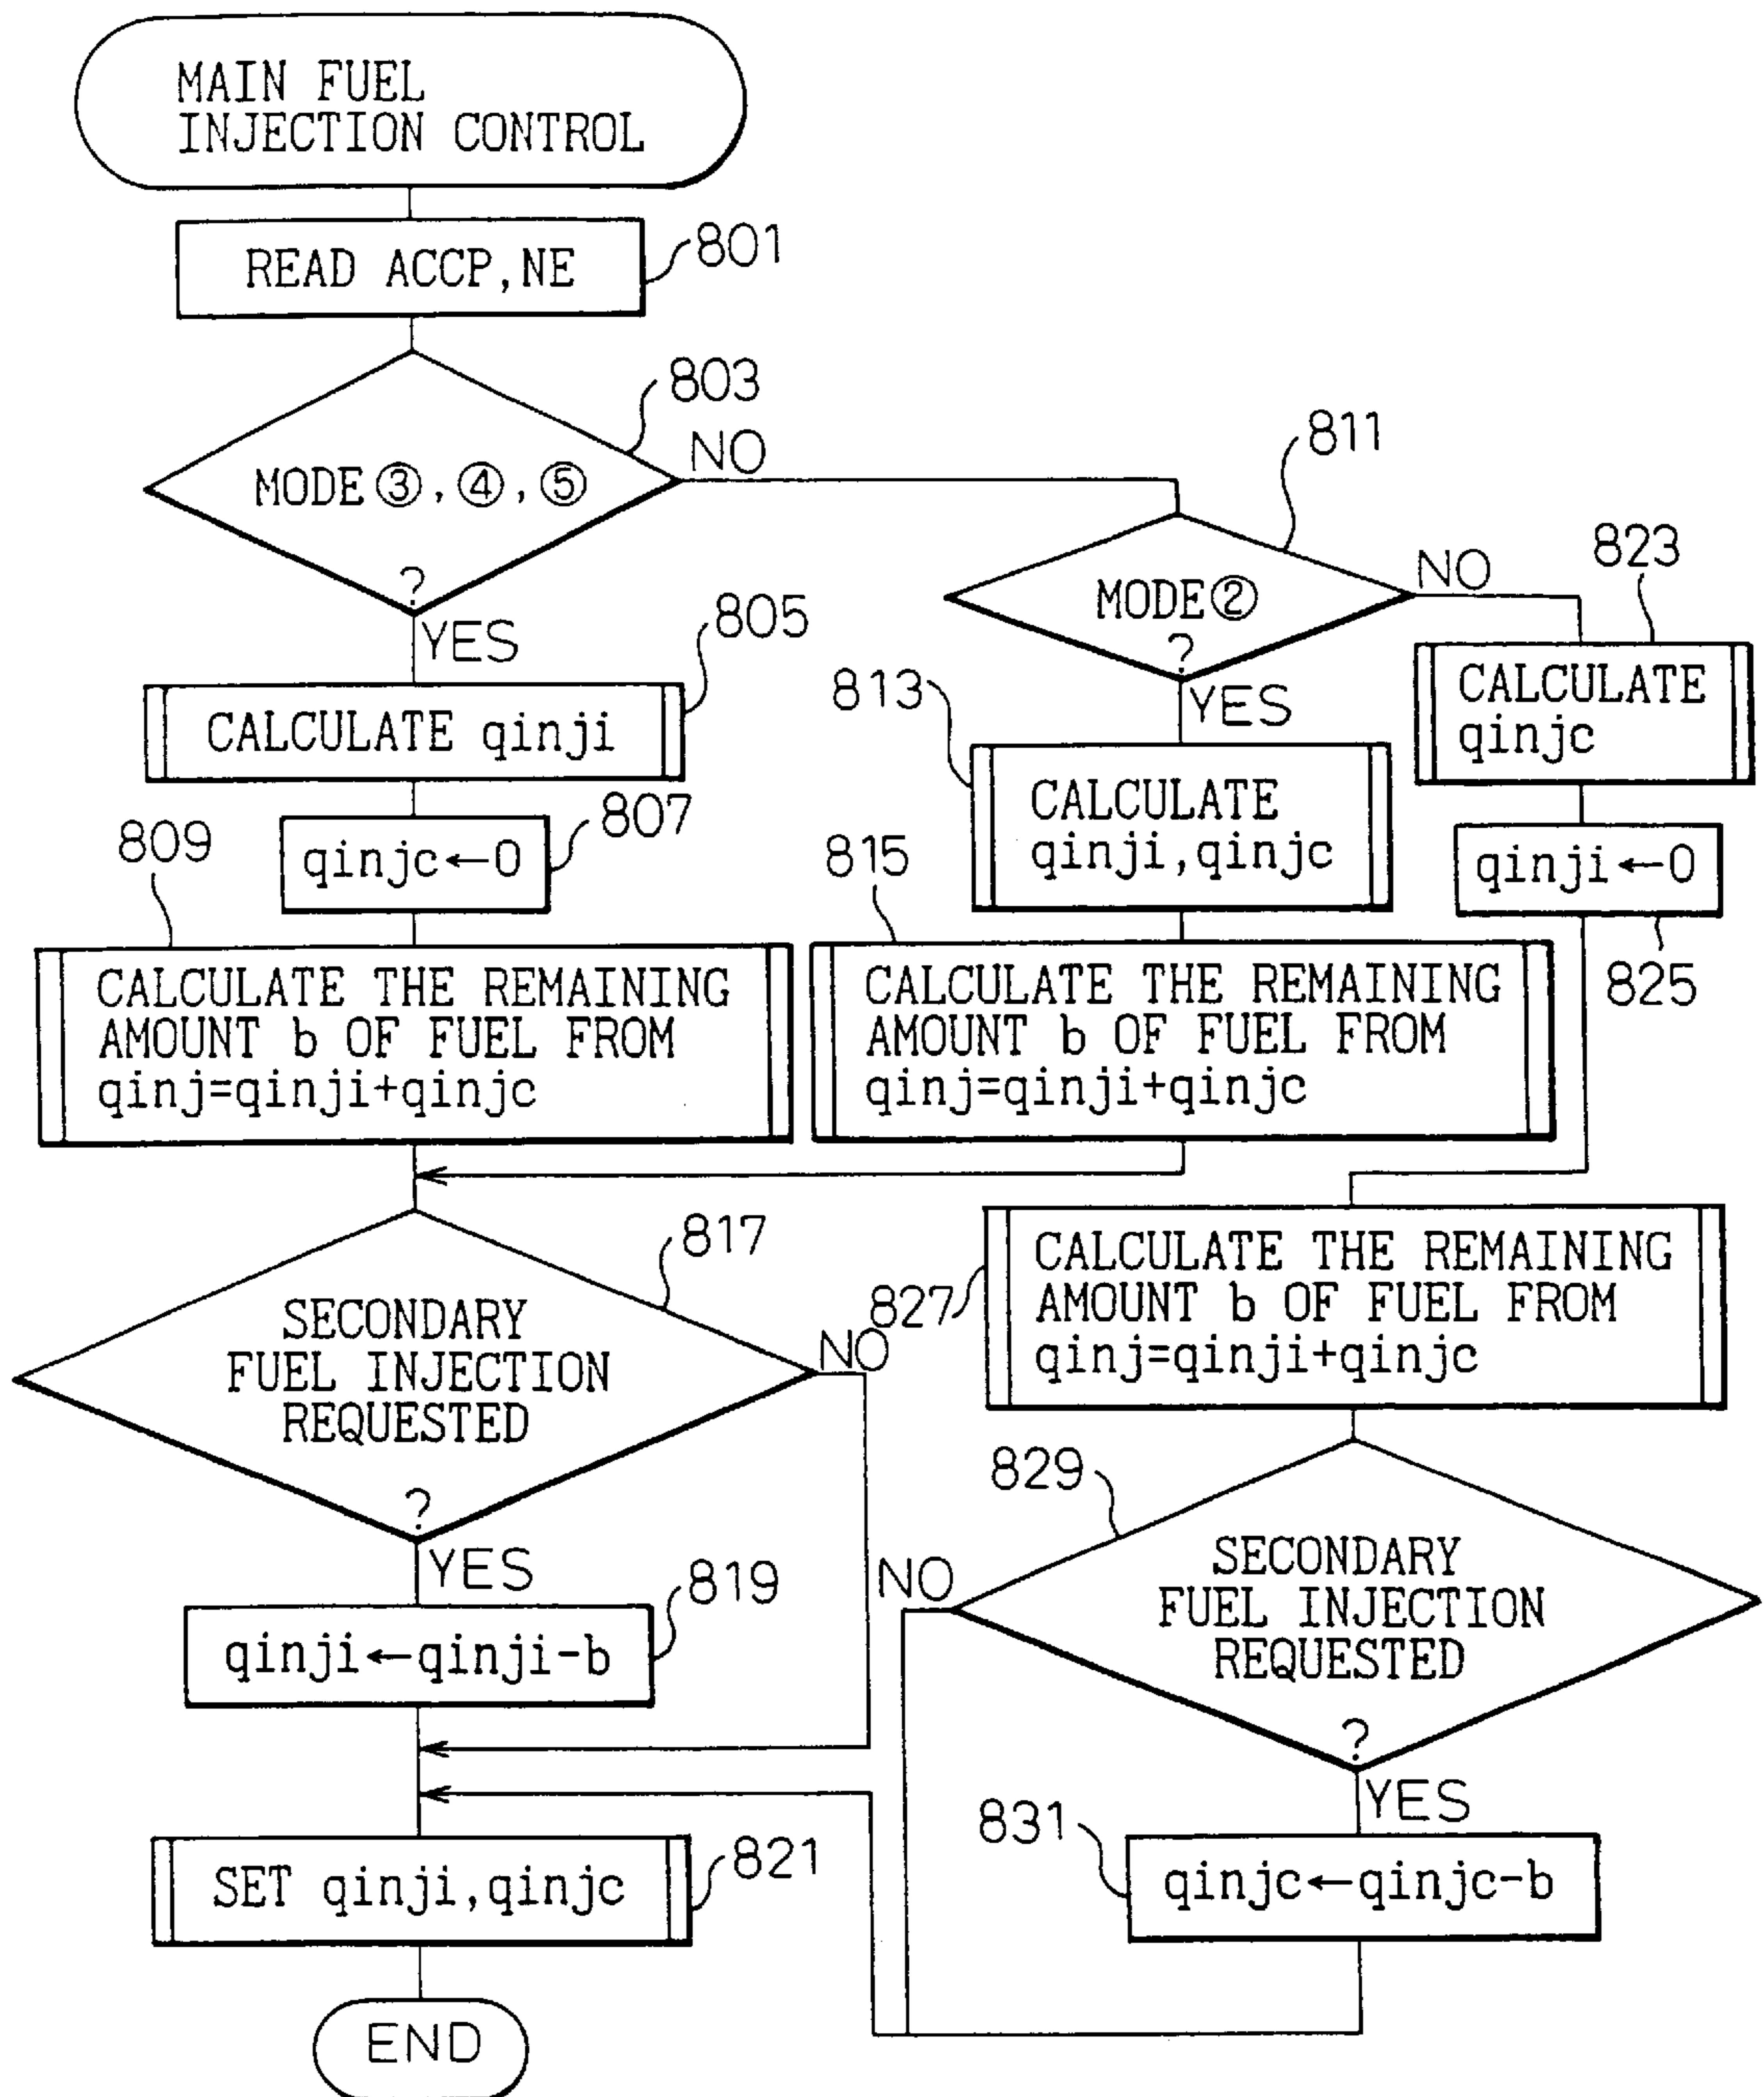 MAIN FUEL
INJECTION CONTROL
READ ACCP,NE
801
803
MODE③,④,⑤
?
NO
YES
811
MODE②
?
NO
YES
805
CALCULATE qinji
807
qinjc←0
809
CALCULATE THE REMAINING
AMOUNT b OF FUEL FROM
qinj=qinji+qinjc
813
CALCULATE
qinji,qinjc
815
CALCULATE THE REMAINING
AMOUNT b OF FUEL FROM
qinj=qinji+qinjc
823
CALCULATE
qinjc
qinji←0
825
817
SECONDARY
FUEL INJECTION
REQUESTED
?
NO
YES
819
qinji←qinji-b
821
SET qinji,qinjc
END
827
CALCULATE THE REMAINING
AMOUNT b OF FUEL FROM
qinj=qinji+qinjc
829
SECONDARY
FUEL INJECTION
REQUESTED
?
NO
YES
831
qinjc←qinjc-b